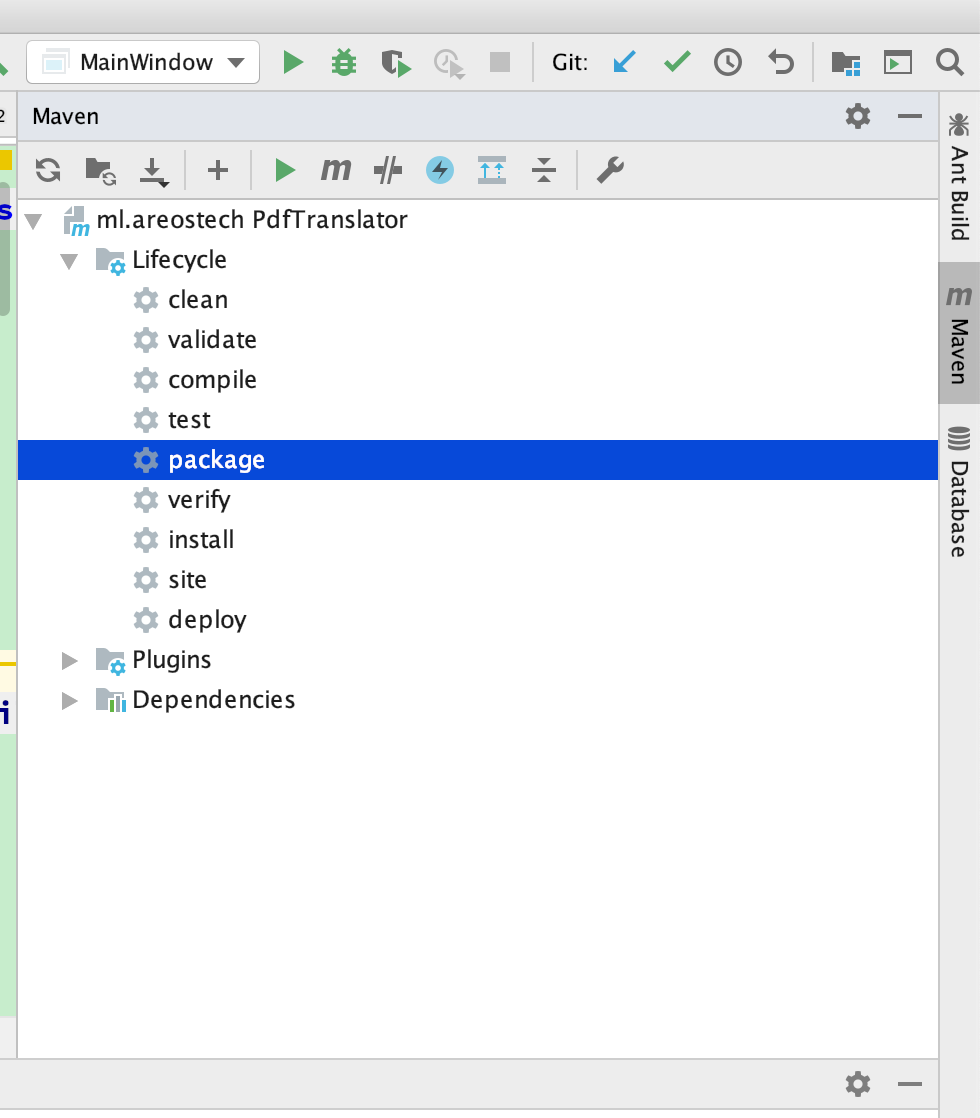 MainWindow
Git:
2
Maven
m
s
ml.areostech PdfTranslator
Lifecycle
clean
validate
compile
test
package
verify
install
site
deploy
Plugins
Dependencies
i
Ant Build
m Maven
Database